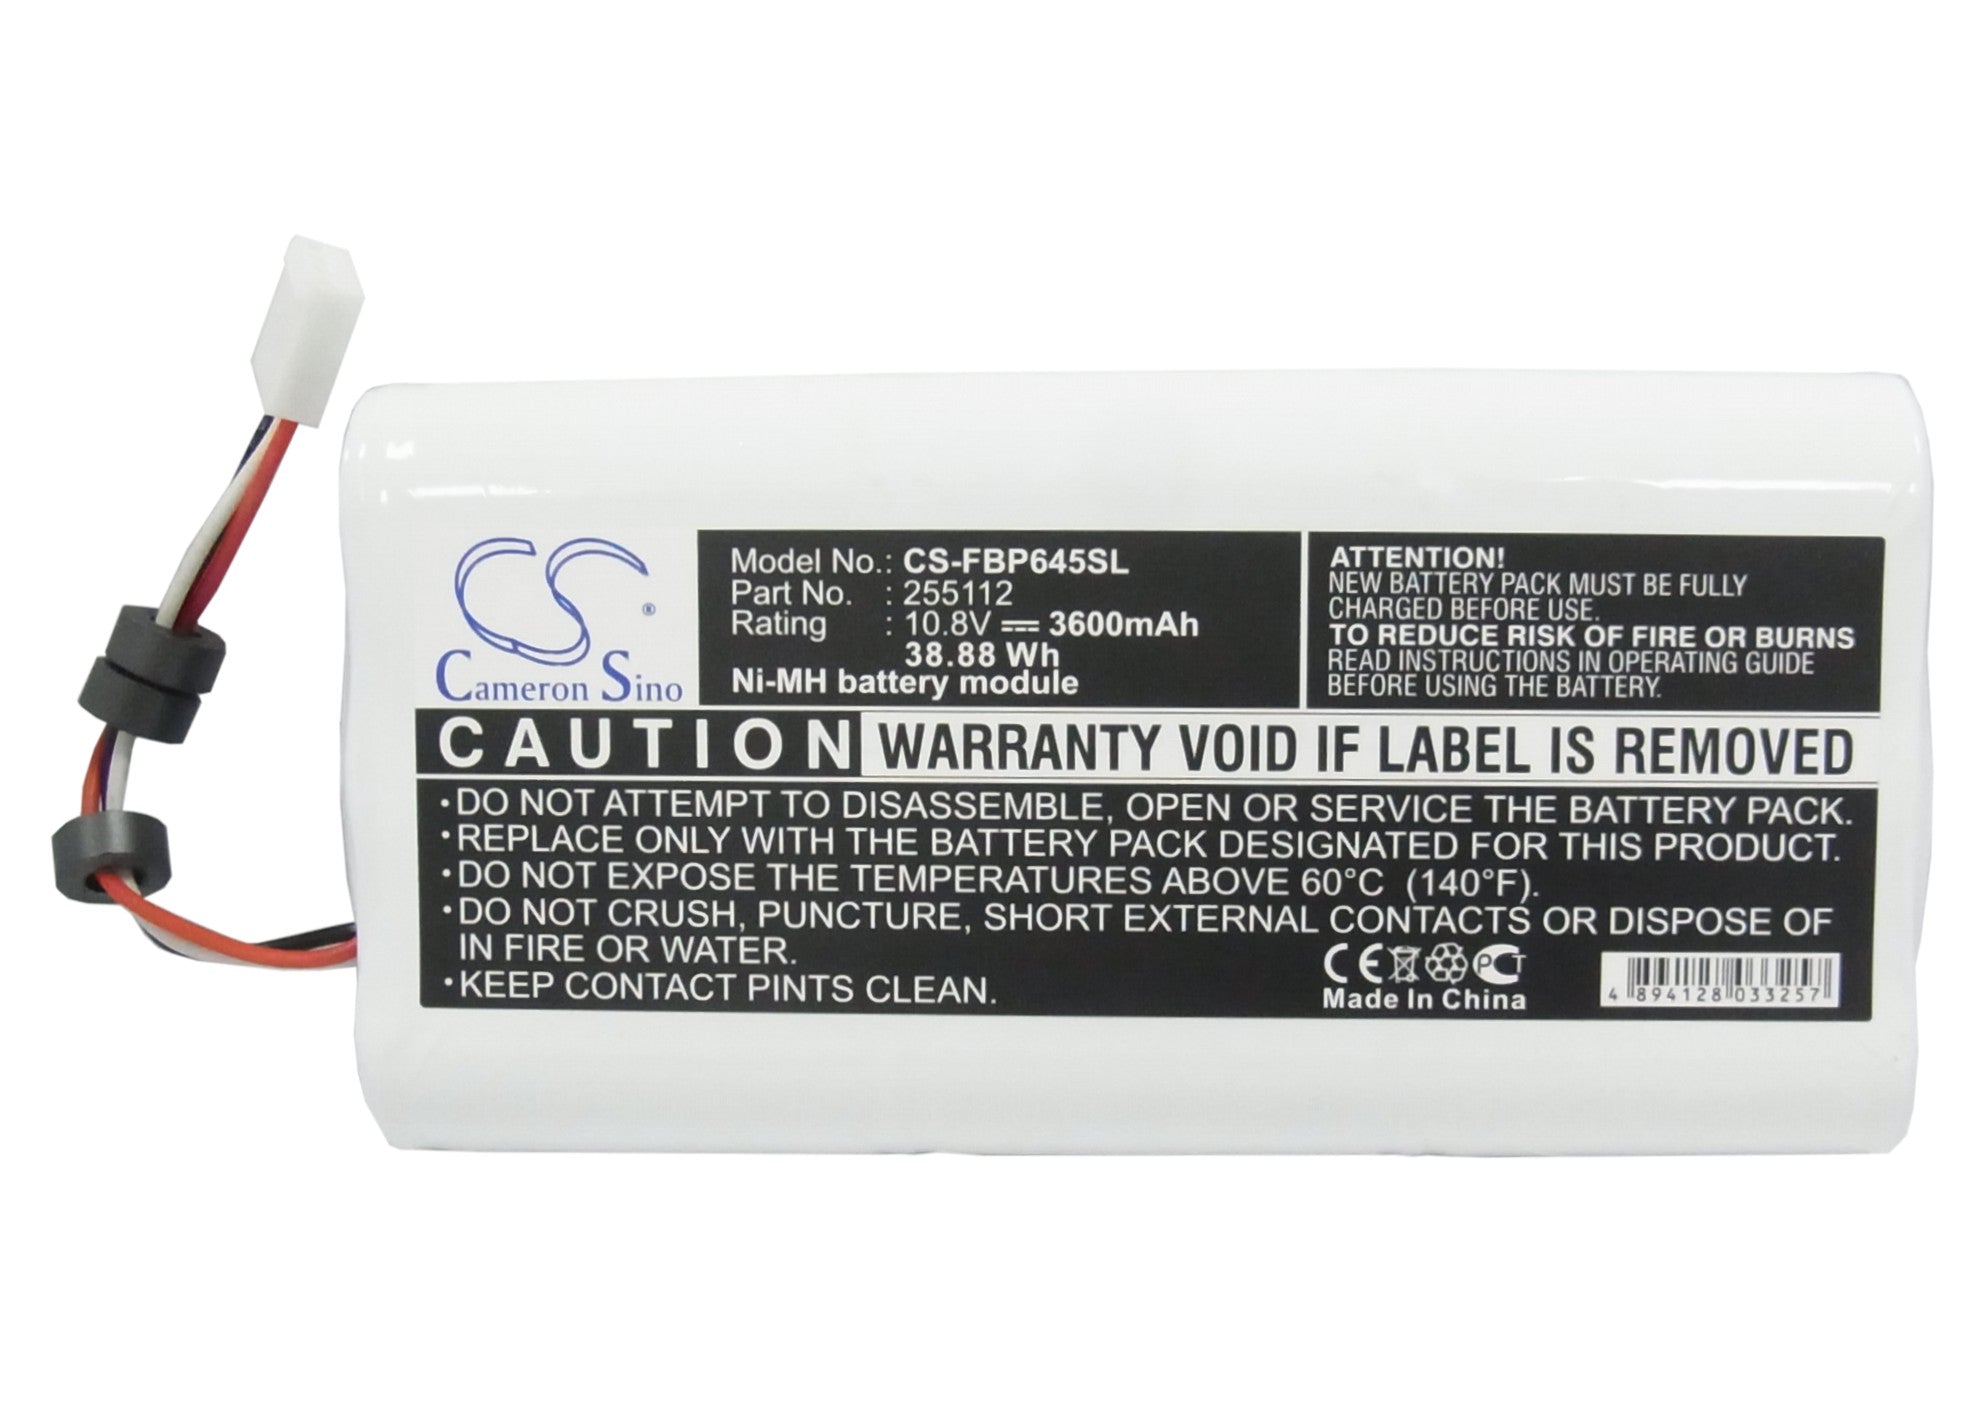 CS®
Cameron Sino
Model No.: CS-FBP645SL
Part No. : 255112
Rating : 10.8V ⎓ 3600mAh
38.88 Wh
Ni-MH battery module
ATTENTION!
NEW BATTERY PACK MUST BE FULLY
CHARGED BEFORE USE.
TO REDUCE RISK OF FIRE OR BURNS
READ INSTRUCTIONS IN OPERATING GUIDE
BEFORE USING THE BATTERY.
CAUTION WARRANTY VOID IF LABEL IS REMOVED
•DO NOT ATTEMPT TO DISASSEMBLE, OPEN OR SERVICE THE BATTERY PACK.
•REPLACE ONLY WITH THE BATTERY PACK DESIGNATED FOR THIS PRODUCT.
•DO NOT EXPOSE THE TEMPERATURES ABOVE 60°C (140°F).
•DO NOT CRUSH, PUNCTURE, SHORT EXTERNAL CONTACTS OR DISPOSE OF
IN FIRE OR WATER.
•KEEP CONTACT PINTS CLEAN.
CE PCT
Made In China
4 894128 033257